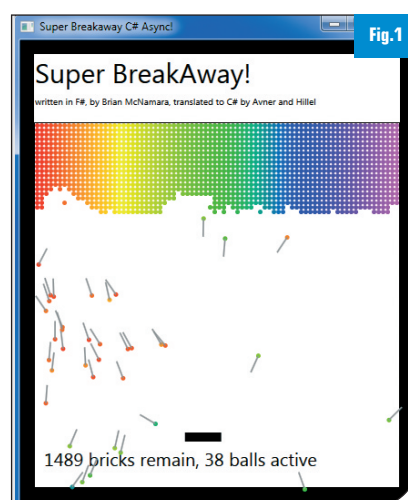 Super Breakaway C# Async!
Fig.1
Super BreakAway!
written in F#, by Brian McNamara, translated to C# by Avner and Hillel
1489 bricks remain, 38 balls active